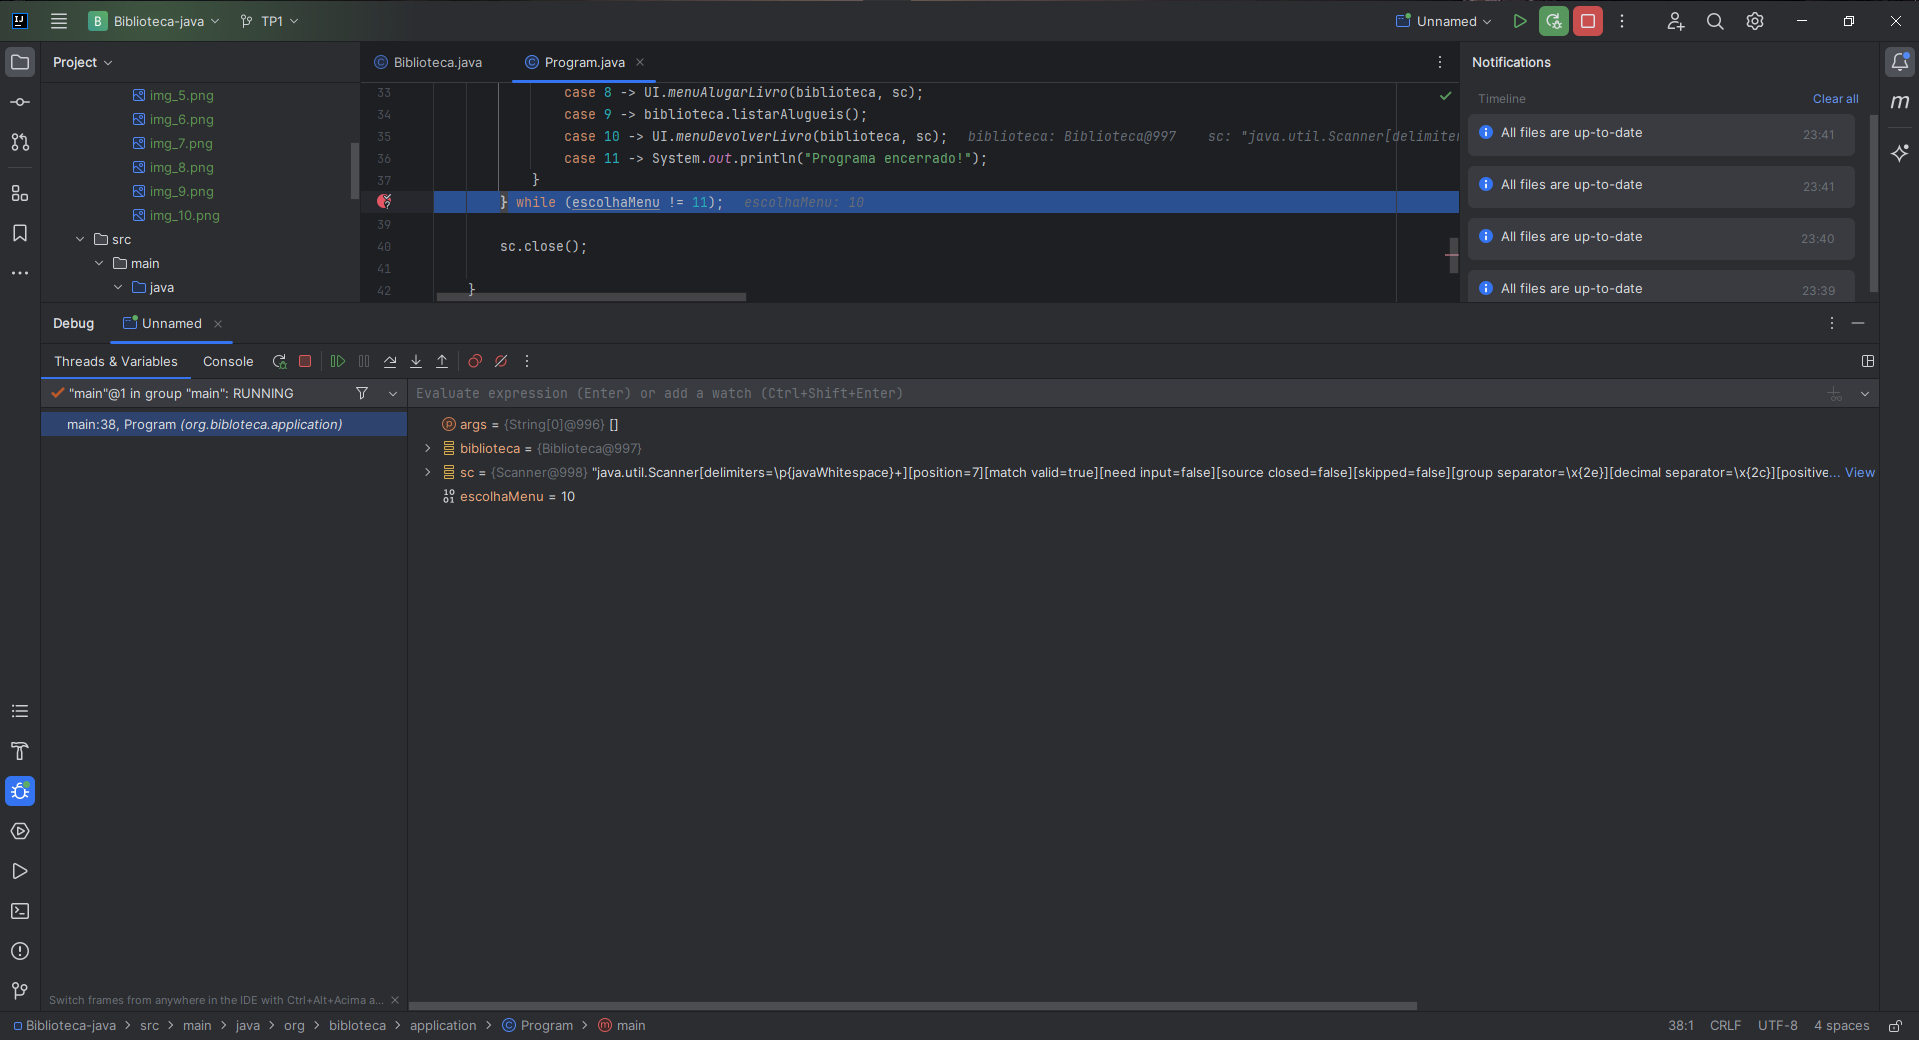 B Biblioteca-java TP1 Unnamed
Project
img_5.png
img_6.png
img_7.png
img_8.png
img_9.png
img_10.png
src
main
java
Biblioteca.java Program.java
33 case 8 -> UI.menuAlugarLivro(biblioteca, sc);
34 case 9 -> biblioteca.listarAlugueis();
35 case 10 -> UI.menuDevolverLivro(biblioteca, sc); biblioteca: Biblioteca@997 sc: "java.util.Scanner[delimiter
36 case 11 -> System.out.println("Programa encerrado!");
37 }
} while (escolhaMenu != 11); escolhaMenu: 10
39
40 sc.close();
41
42 }
Notifications
Timeline Clear all
All files are up-to-date 23:41
All files are up-to-date 23:41
All files are up-to-date 23:40
All files are up-to-date 23:39
m
Debug Unnamed
Threads & Variables Console
"main"@1 in group "main": RUNNING
main:38, Program (org.bibloteca.application)
Evaluate expression (Enter) or add a watch (Ctrl+Shift+Enter)
args = {String[0]@996} []
biblioteca = {Biblioteca@997}
sc = {Scanner@998} "java.util.Scanner[delimiters=\p{javaWhitespace}+][position=7][match valid=true][need input=false][source closed=false][skipped=false][group separator=\x{2e}][decimal separator=\x{2c}][positive... View
escolhaMenu = 10
Switch frames from anywhere in the IDE with Ctrl+Alt+Acima a...
Biblioteca-java > src > main > java > org > bibloteca > application > Program > main
38:1 CRLF UTF-8 4 spaces